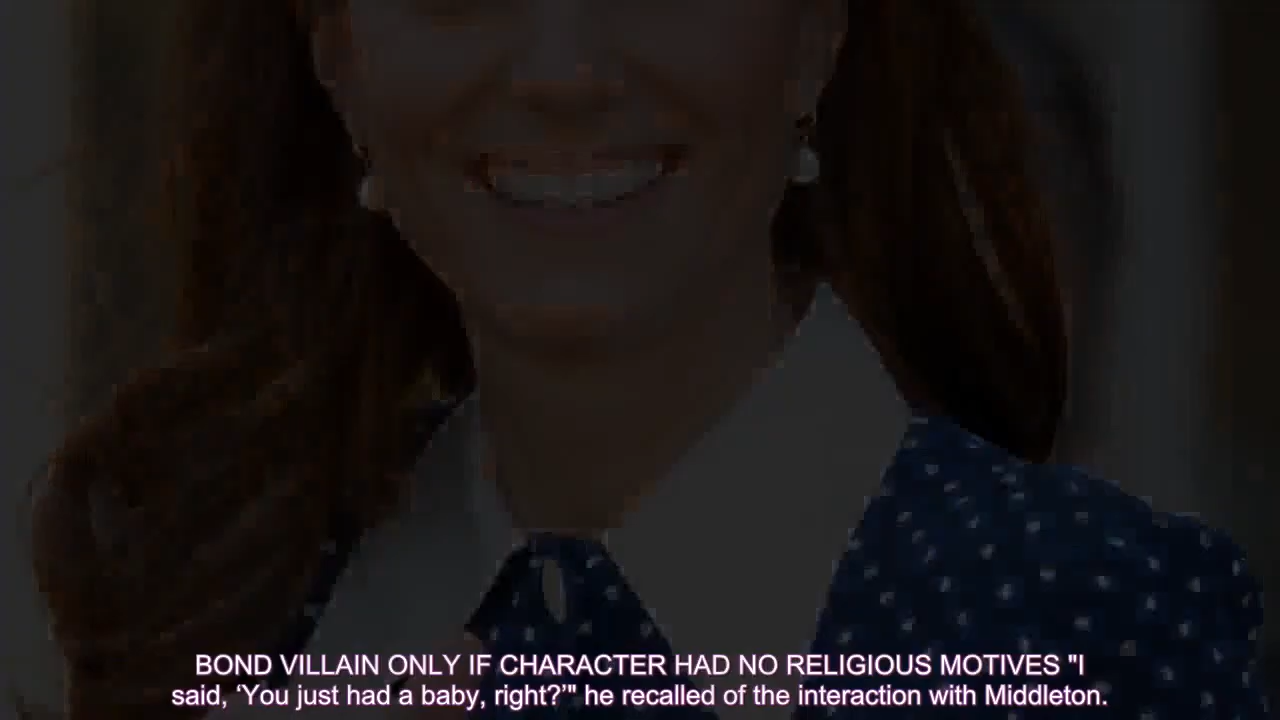 BOND VILLAIN ONLY IF CHARACTER HAD NO RELIGIOUS MOTIVES "I
said, ‘You just had a baby, right?’" he recalled of the interaction with Middleton.